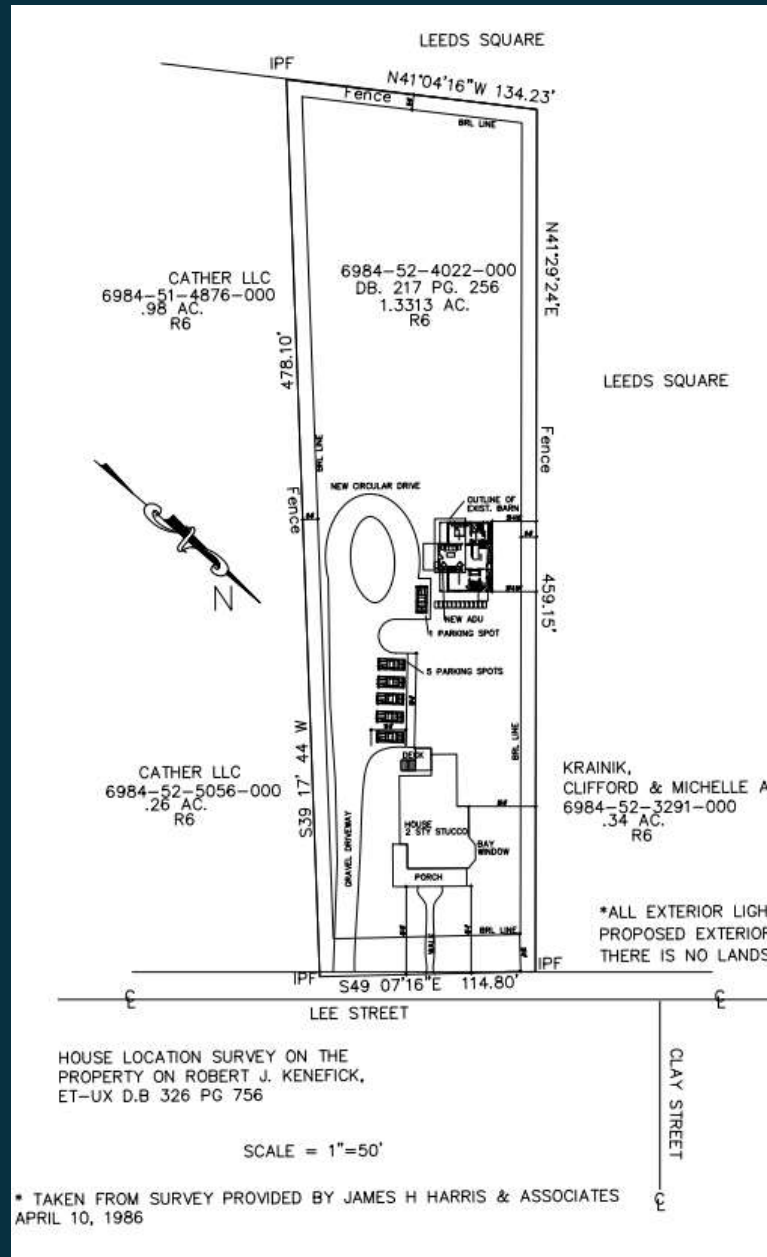 LEEDS SQUARE
IPF
N41°04'16"W 134.23'
Fence
BRL LINE
N41°29'24"E
6984-52-4022-000
DB. 217 PG. 256
1.3313 AC.
R6
CATHER LLC
6984-51-4876-000
.98 AC.
R6
478.10'
LEEDS SQUARE
BRL LINE
Fence
Fence
NEW CIRCULAR DRIVE
OUTLINE OF
EXIST. BARN
N
459.15'
NEW ADU
1 PARKING SPOT
5 PARKING SPOTS
S39 17' 44 W
BRL LINE
DECK
CATHER LLC
6984-52-5056-000
.26 AC.
R6
KRAINIK,
CLIFFORD & MICHELLE A
6984-52-3291-000
.34 AC.
R6
GRAVEL DRIVEWAY
HOUSE
2 STY STUCCO
BAY
WINDOW
PORCH
WALK
BRL LINE
*ALL EXTERIOR LIGH
PROPOSED EXTERIOR
THERE IS NO LANDS
IPF
IPF
S49 07'16"E 114.80'
LEE STREET
CLAY STREET
HOUSE LOCATION SURVEY ON THE
PROPERTY ON ROBERT J. KENEFICK,
ET-UX D.B 326 PG 756
SCALE = 1"=50'
* TAKEN FROM SURVEY PROVIDED BY JAMES H HARRIS & ASSOCIATES
APRIL 10, 1986